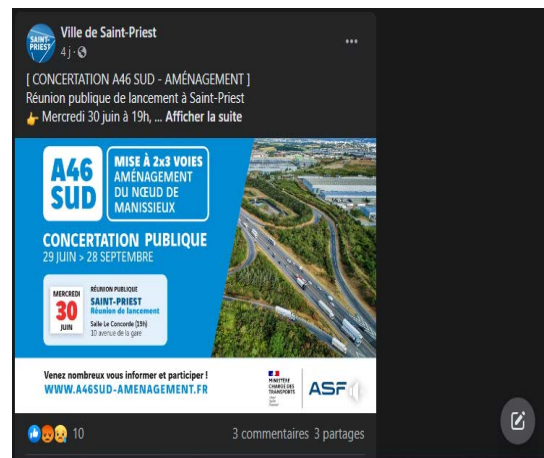 SAINT-
PRIEST
Ville de Saint-Priest
4 j ·
[ CONCERTATION A46 SUD - AMÉNAGEMENT ]
Réunion publique de lancement à Saint-Priest
👉 Mercredi 30 juin à 19h, ... Afficher la suite
A46
SUD
MISE À 2x3 VOIES
AMÉNAGEMENT
DU NŒUD DE
MANISSIEUX
CONCERTATION PUBLIQUE
29 JUIN > 28 SEPTEMBRE
MERCREDI
30
JUIN
RÉUNION PUBLIQUE
SAINT-PRIEST
Réunion de lancement
Salle Le Concorde (19h)
10 avenue de la gare
Venez nombreux vous informer et participer !
WWW.A46SUD-AMENAGEMENT.FR
MINISTÈRE
CHARGÉ DES
TRANSPORTS
ASF
10
3 commentaires 3 partages